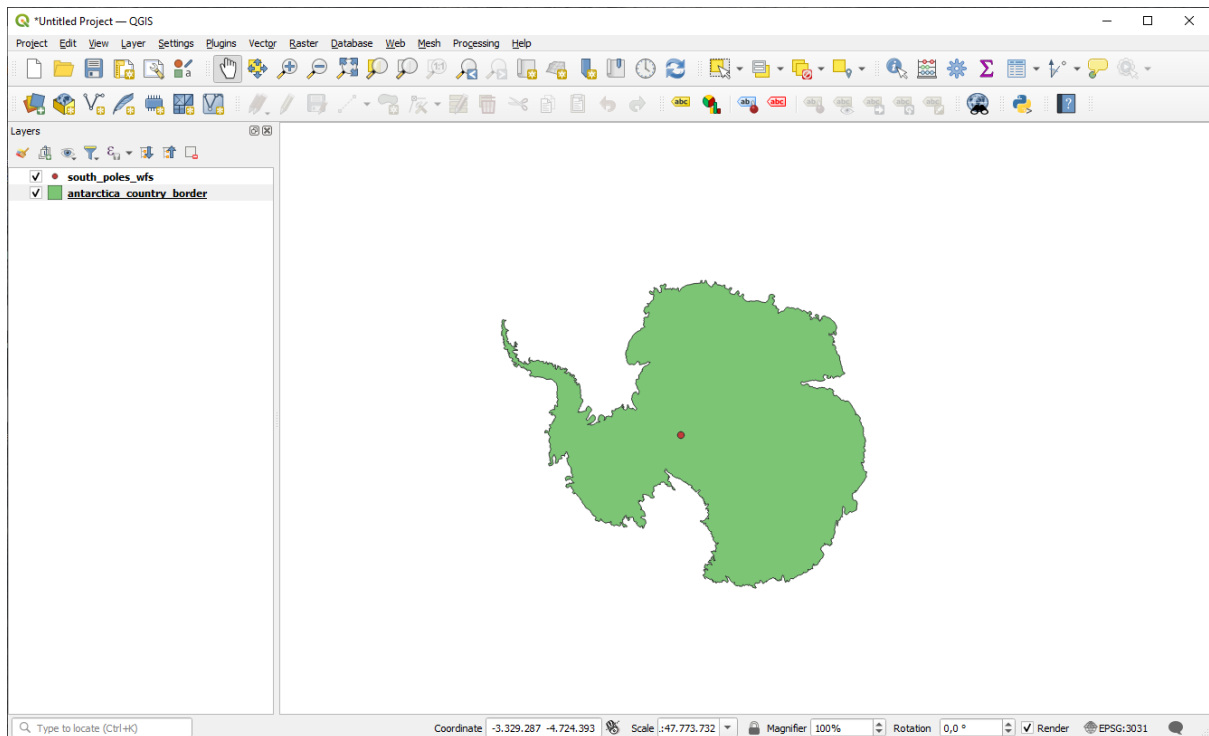 *Untitled Project — QGIS
Project Edit View Layer Settings Plugins Vector Raster Database Web Mesh Processing Help
Layers
south_poles_wfs
antarctica_country_border
Type to locate (Ctrl+K) Coordinate -3.329.287 -4.724.393 Scale :47.773.732 Magnifier 100% Rotation 0,0 ° Render EPSG:3031